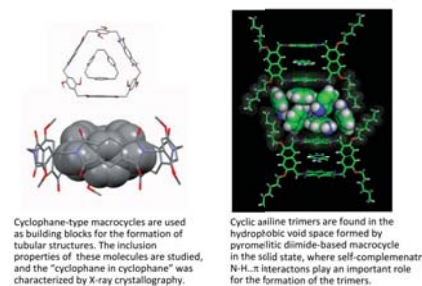 Cyclophane-type macrocycles are used
as building blocks for the formation of
tubular structures. The inclusion
properties of these molecules are studied,
and the "cyclophane in cyclophane" was
characterized by X-ray crystallography.
Cyclic aniline trimers are found in the
hydrophobic void space formed by
pyromellitic diimide-based macrocycle
in the solid state, where self-complemenatry
N-H...π interactons play an important role
for the formation of the trimers.